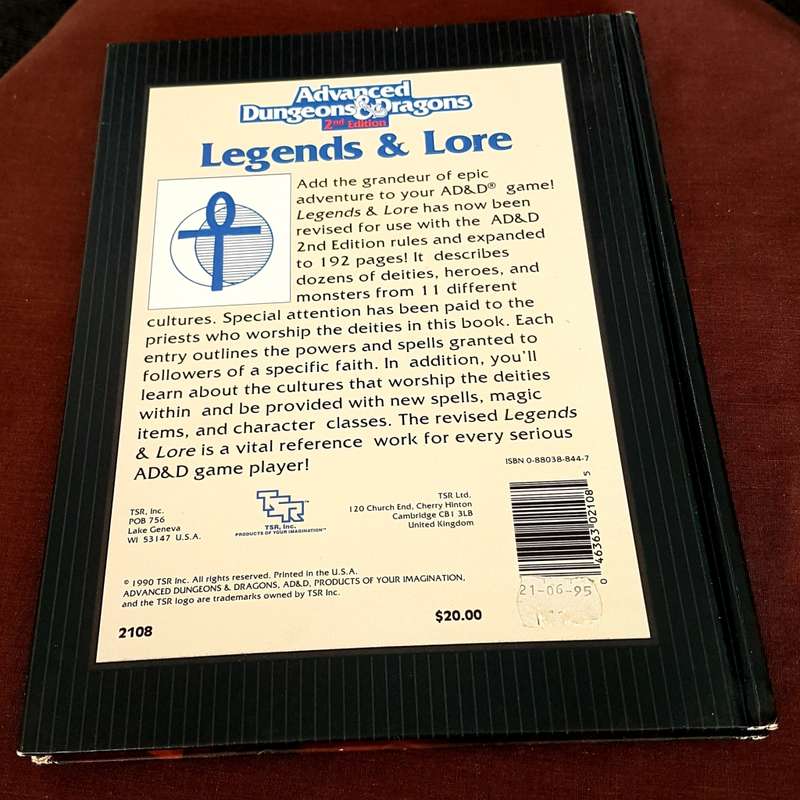 Advanced
Dungeons & Dragons
2nd Edition
Legends & Lore
Add the grandeur of epic
adventure to your AD&D® game!
Legends & Lore has now been
revised for use with the AD&D
2nd Edition rules and expanded
to 192 pages! It describes
dozens of deities, heroes, and
monsters from 11 different
cultures. Special attention has been paid to the
priests who worship the deities in this book. Each
entry outlines the powers and spells granted to
followers of a specific faith. In addition, you'll
learn about the cultures that worship the deities
within and be provided with new spells, magic
items, and character classes. The revised Legends
& Lore is a vital reference work for every serious
AD&D game player!
ISBN 0-88038-844-7
TSR, Inc.
POB 756
Lake Geneva
WI 53147 U.S.A.
TSR™
TSR, Inc.
PRODUCTS OF YOUR IMAGINATION™
TSR Ltd.
120 Church End, Cherry Hinton
Cambridge CB1 3LB
United Kingdom
0 46363 02108 5
© 1990 TSR Inc. All rights reserved. Printed in the U.S.A.
ADVANCED DUNGEONS & DRAGONS, AD&D, PRODUCTS OF YOUR IMAGINATION,
and the TSR logo are trademarks owned by TSR Inc.
21-06-95
2108
$20.00